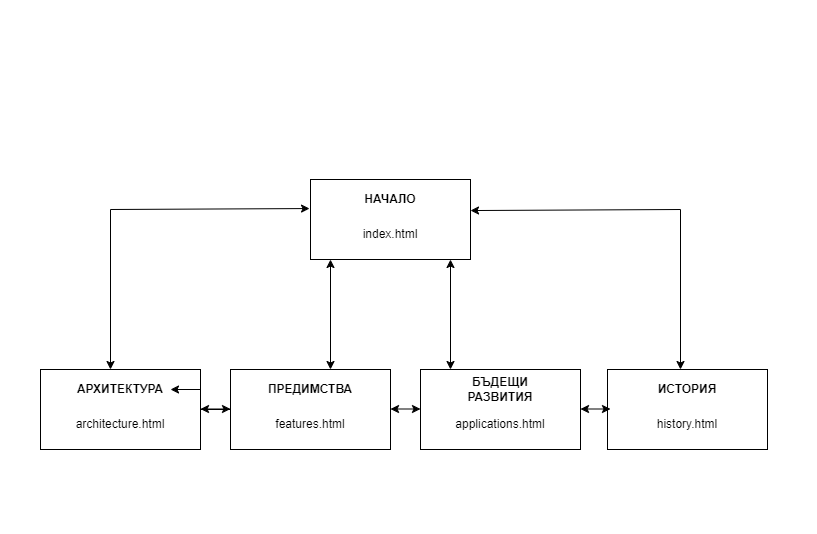 НАЧАЛО
index.html
АРХИТЕКТУРА
architecture.html
ПРЕДИМСТВА
features.html
БЪДЕЩИ
РАЗВИТИЯ
applications.html
ИСТОРИЯ
history.html